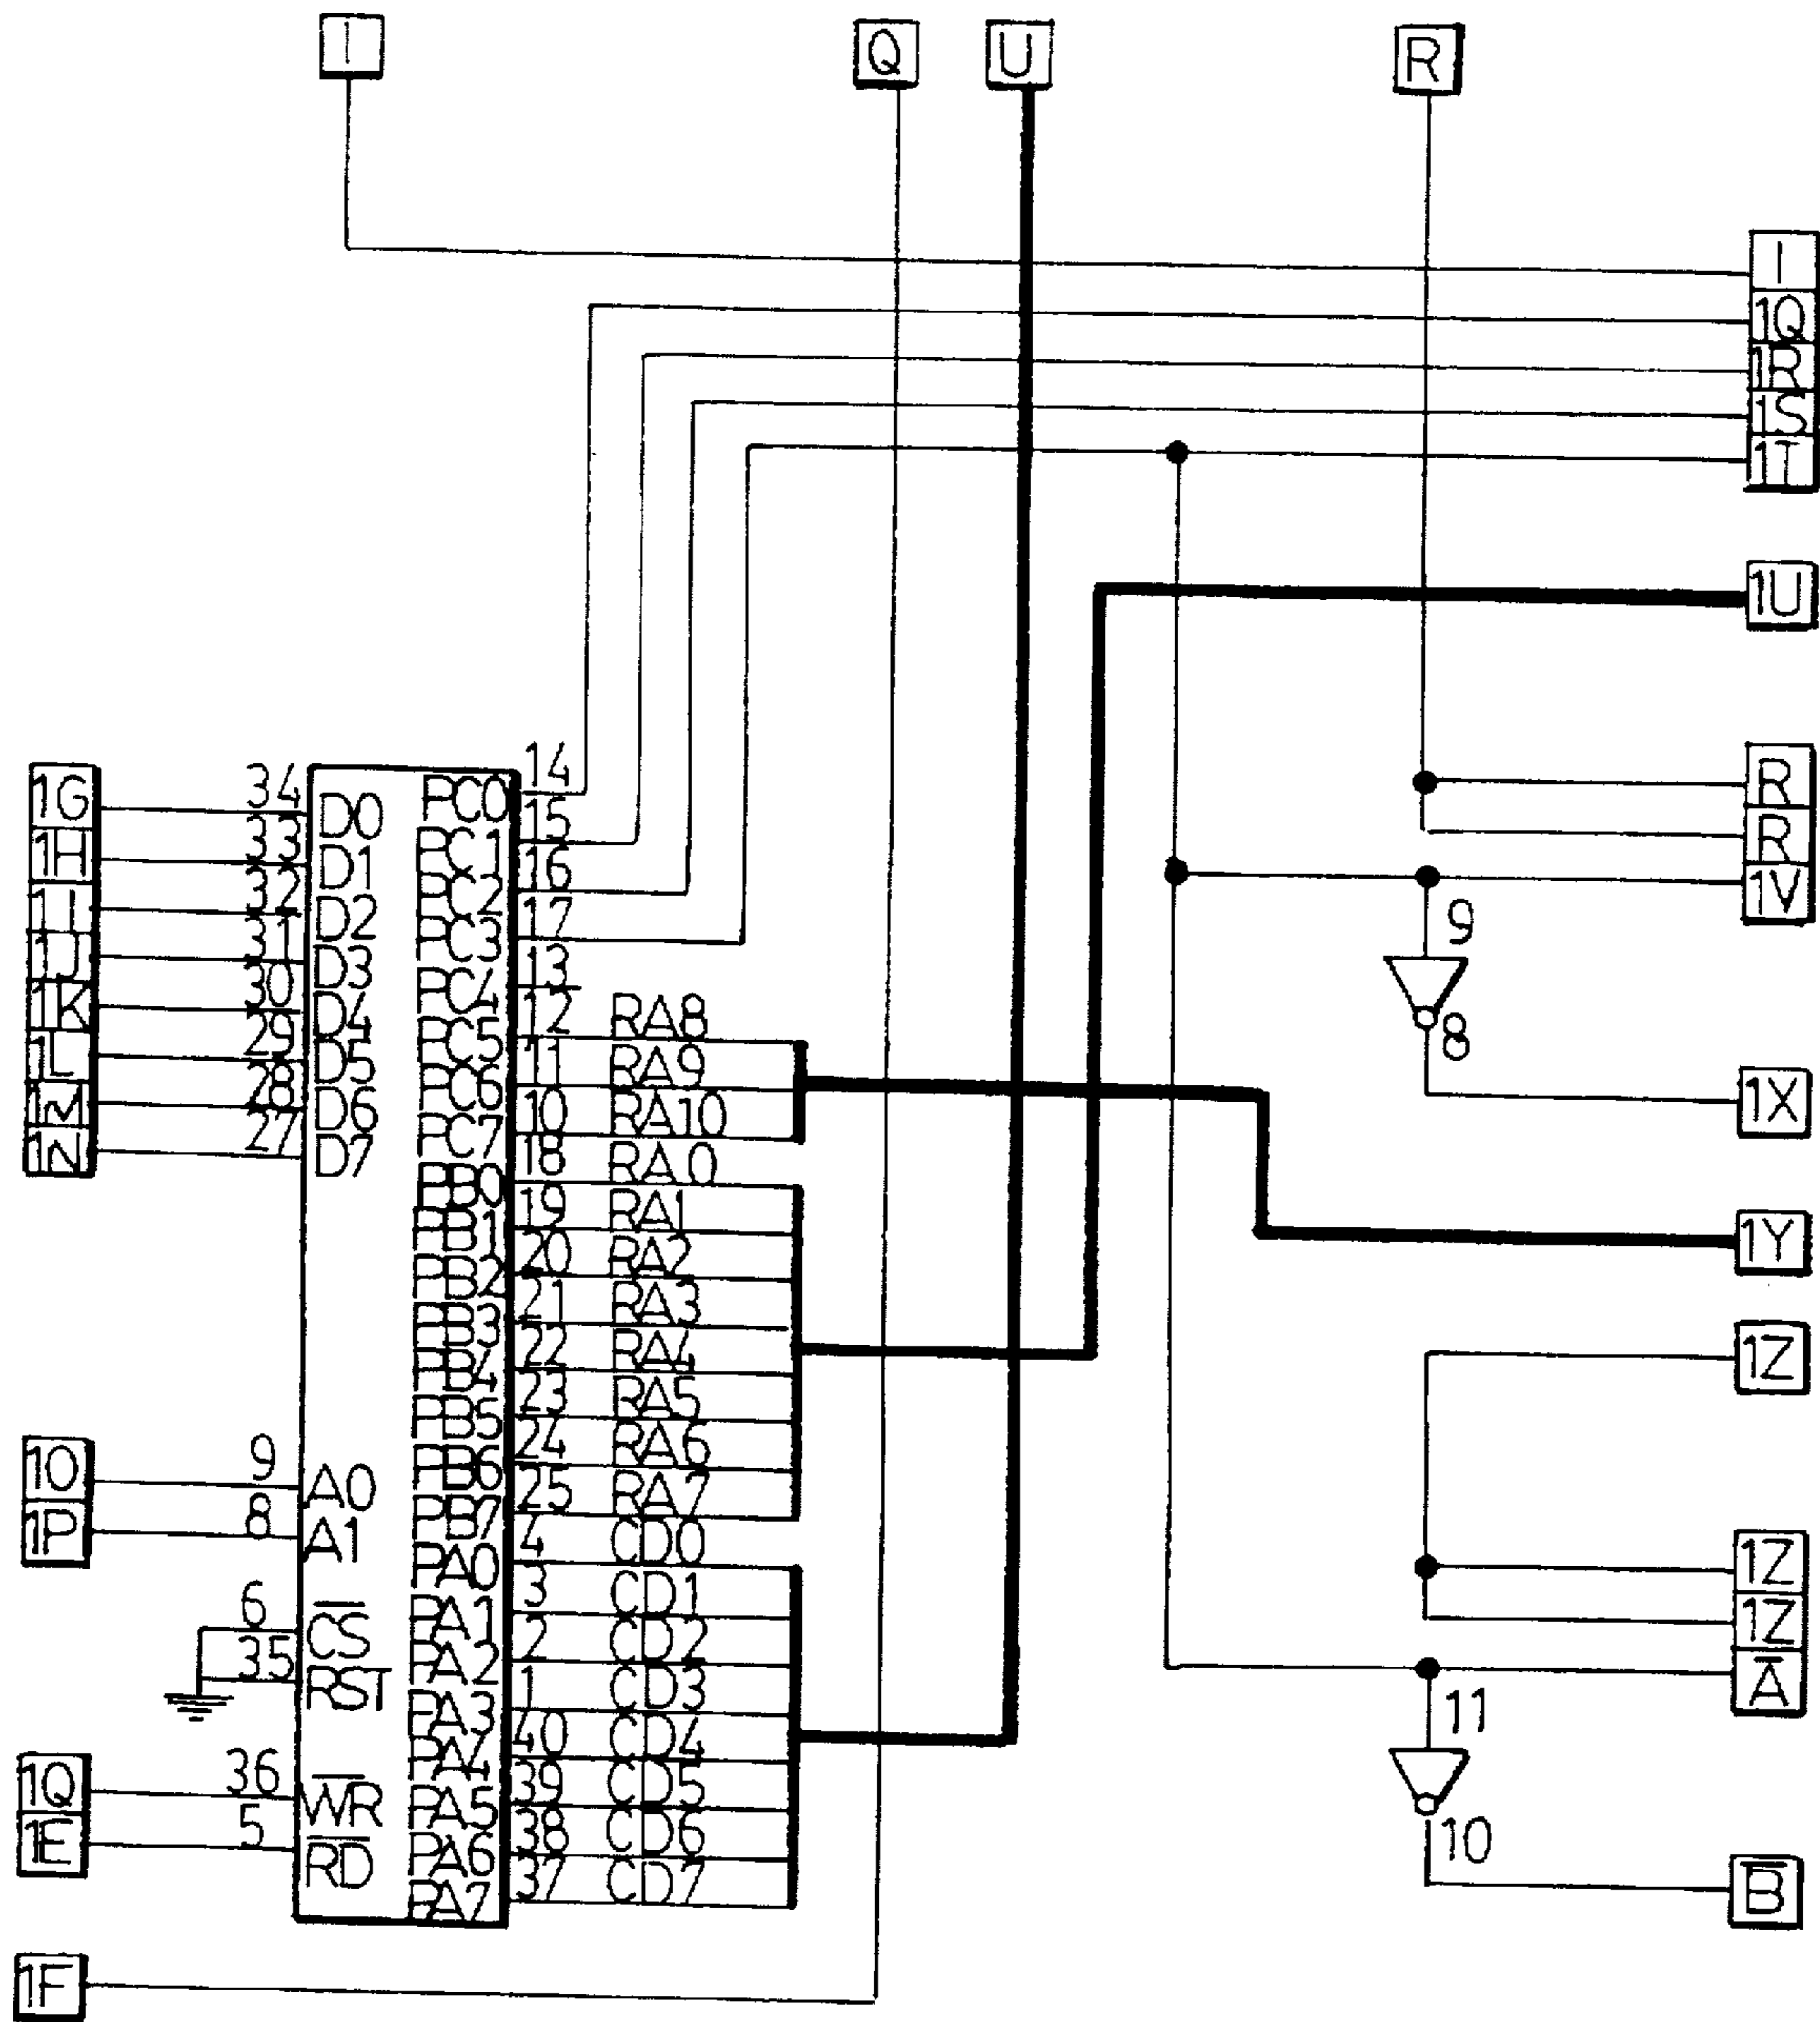 I Q U R
I
1Q
1R
1S
1T
1U
R
R
1V
9
8
1X
1Y
1Z
1Z
1Z
A̅
11
10
B̅
1G 34 D0 PC0 14
1H 33 D1 PC1 15
1I 32 D2 PC2 16
1J 31 D3 PC3 17
1K 30 D4 PC4 13
1L 29 D5 PC5 12 RA8
1M 28 D6 PC6 11 RA9
1N 27 D7 PC7 10 RA10
PB0 18 RA0
PB1 19 RA1
PB2 20 RA2
PB3 21 RA3
PB4 22 RA4
PB5 23 RA5
1O 9 A0 PB6 24 RA6
1P 8 A1 PB7 25 RA7
PA0 4 CD0
6 C̅S̅ PA1 3 CD1
35 RST PA2 2 CD2
PA3 1 CD3
PA4 40 CD4
1Q 36 W̅R̅ PA5 39 CD5
1E 5 R̅D̅ PA6 38 CD6
PA7 37 CD7
1F